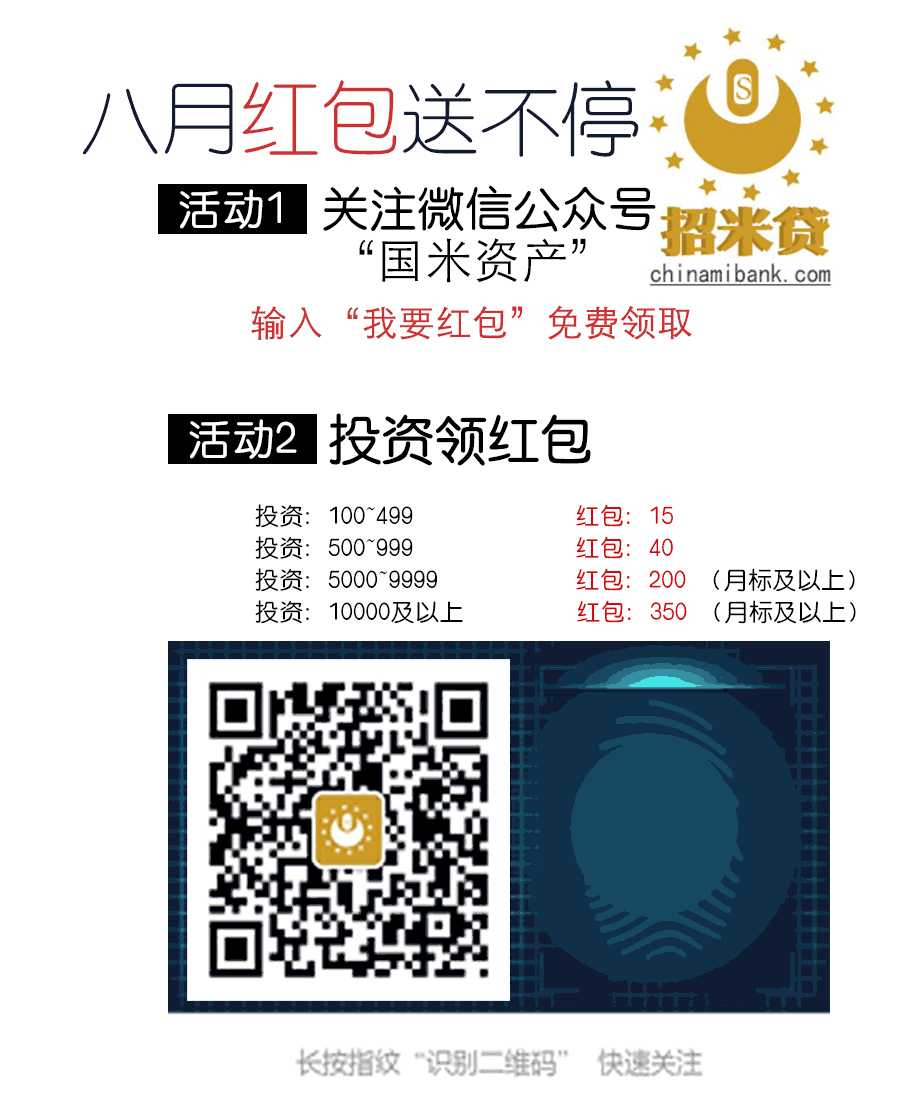 八月红包送不停
S
招米贷
chinamibank.com
活动1 关注微信公众号
“国米资产”
输入“我要红包”免费领取
活动2 投资领红包
投资：100~499 红包：15
投资：500~999 红包：40
投资：5000~9999 红包：200 （月标及以上）
投资：10000及以上 红包：350 （月标及以上）
长按指纹“识别二维码” 快速关注